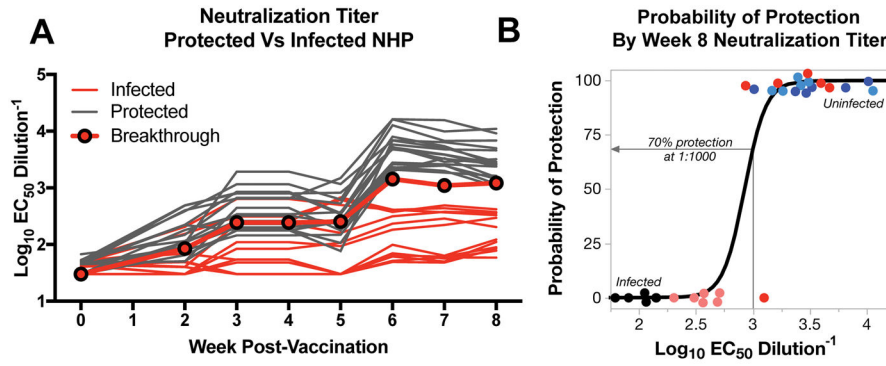 A
Neutralization Titer
Protected Vs Infected NHP
Log10 EC50 Dilution-1
5
4
3
2
1
Infected
Protected
Breakthrough
0 1 2 3 4 5 6 7 8
Week Post-Vaccination
B
Probability of Protection
By Week 8 Neutralization Titer
Probability of Protection
100
75
50
25
0
Uninfected
70% protection
at 1:1000
Infected
2 2.5 3 3.5 4
Log10 EC50 Dilution-1